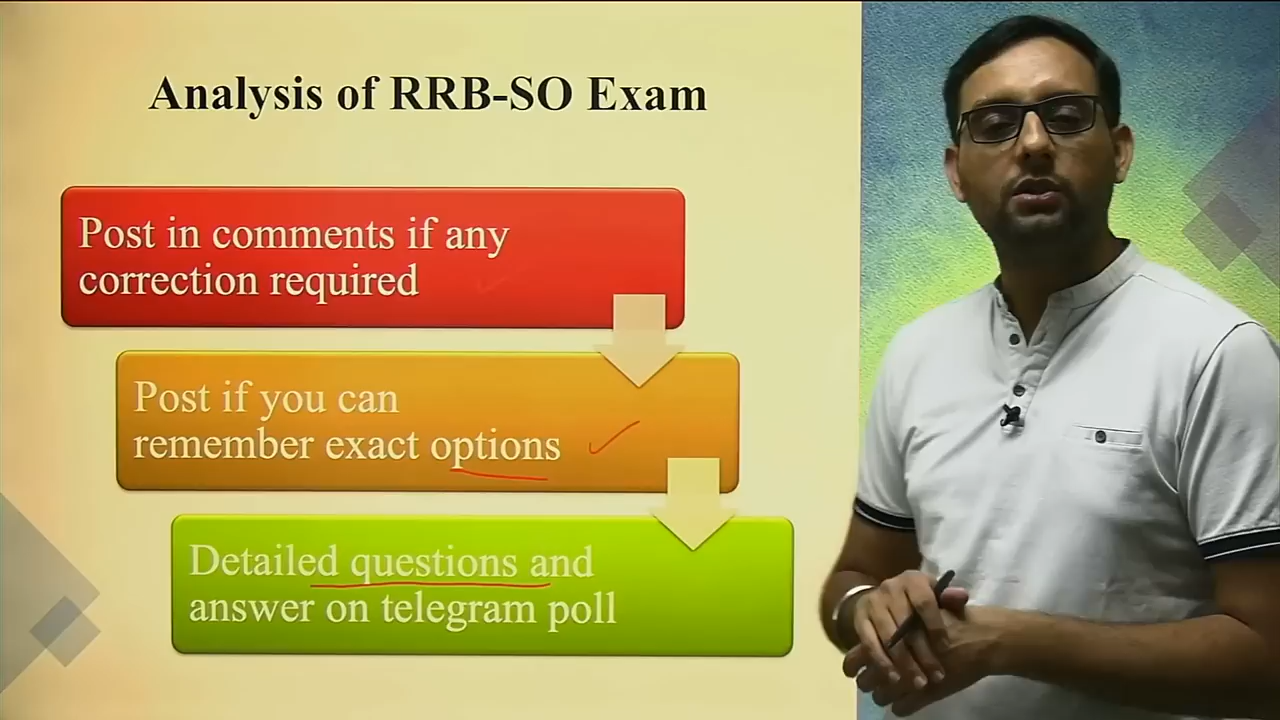 Analysis of RRB-SO Exam
Post in comments if any
correction required
Post if you can
remember exact options
Detailed questions and
answer on telegram poll